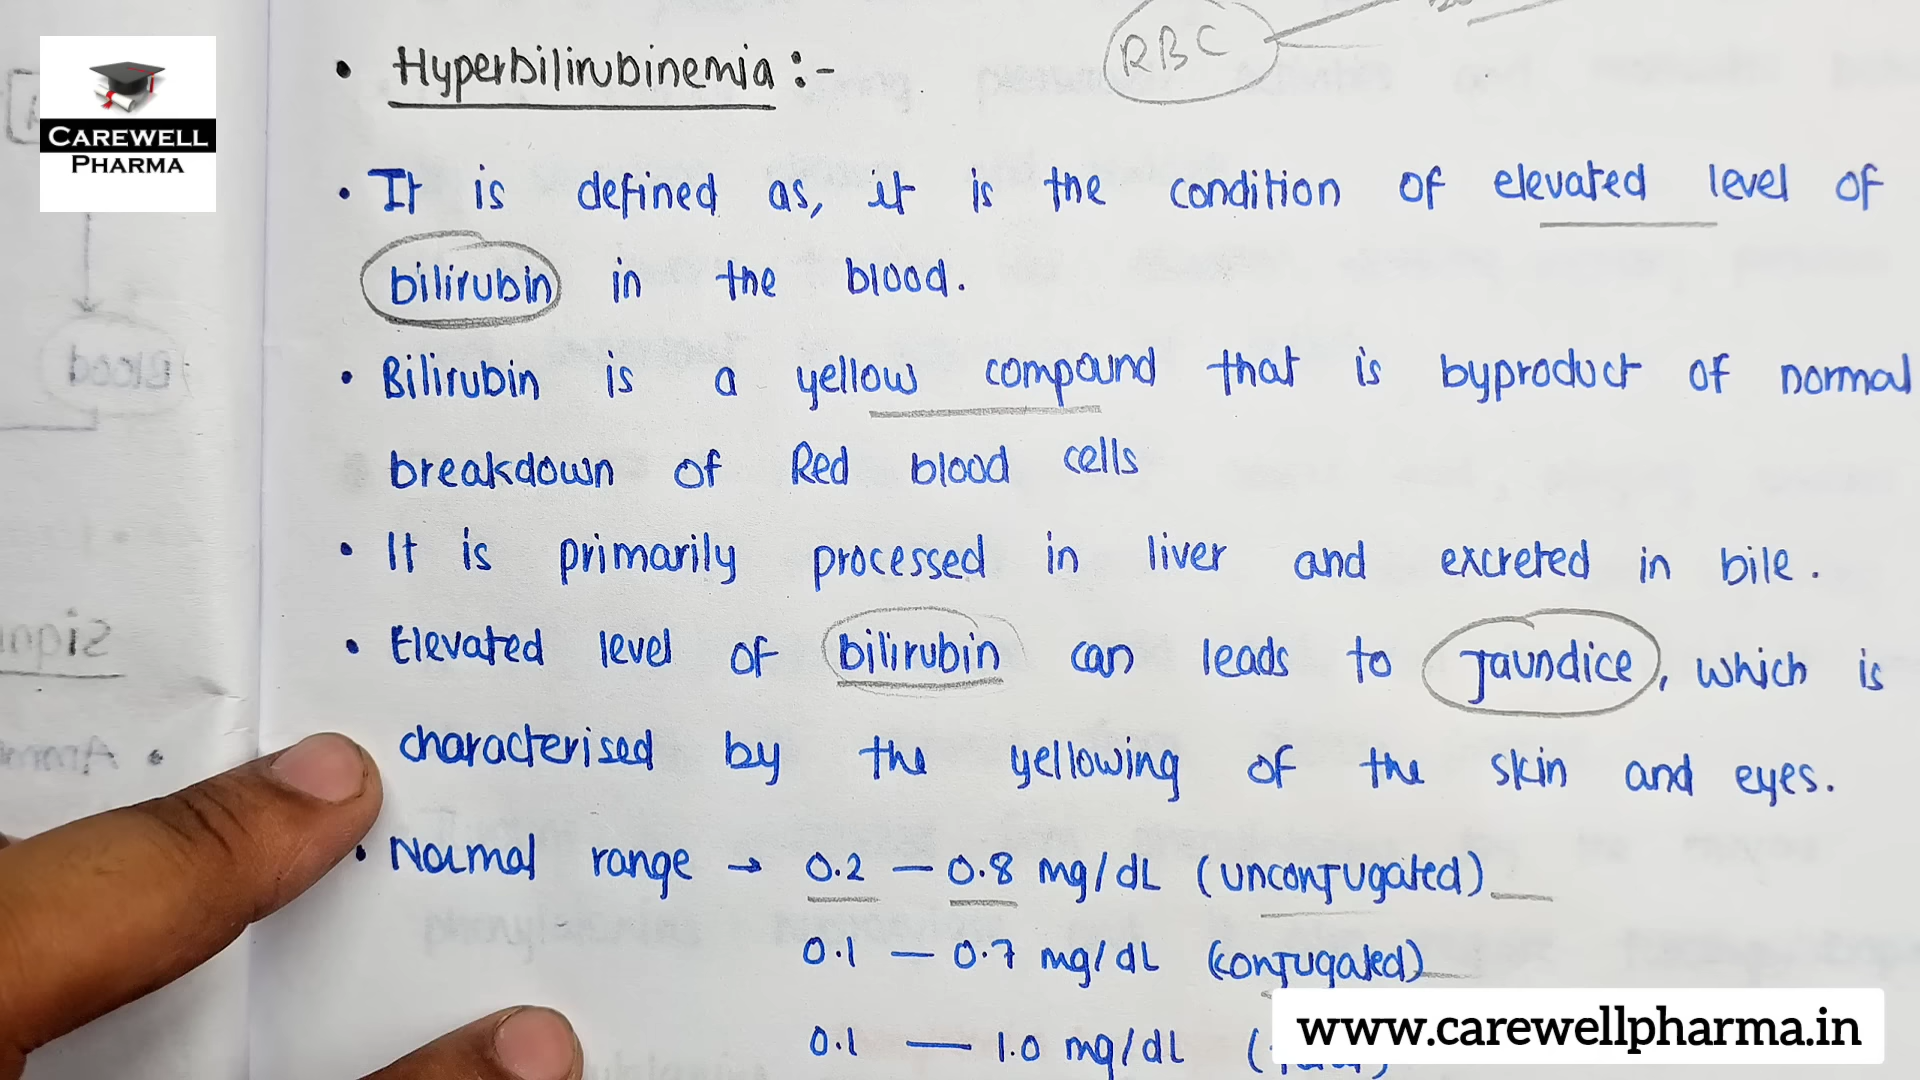 RBC
• Hyperbilirubinemia :-
CAREWELL
PHARMA
• It is defined as, it is the condition of elevated level of
bilirubin in the blood.
• Bilirubin is a yellow compound that is byproduct of normal
breakdown of Red blood cells
• It is primarily processed in liver and excreted in bile.
• Elevated level of bilirubin can leads to Jaundice, which is
characterised by the yellowing of the skin and eyes.
• Normal range → 0.2 — 0.8 mg/dL (unconjugated)
0.1 — 0.7 mg/dL (conjugated)
0.1 — 1.0 mg/dL
www.carewellpharma.in